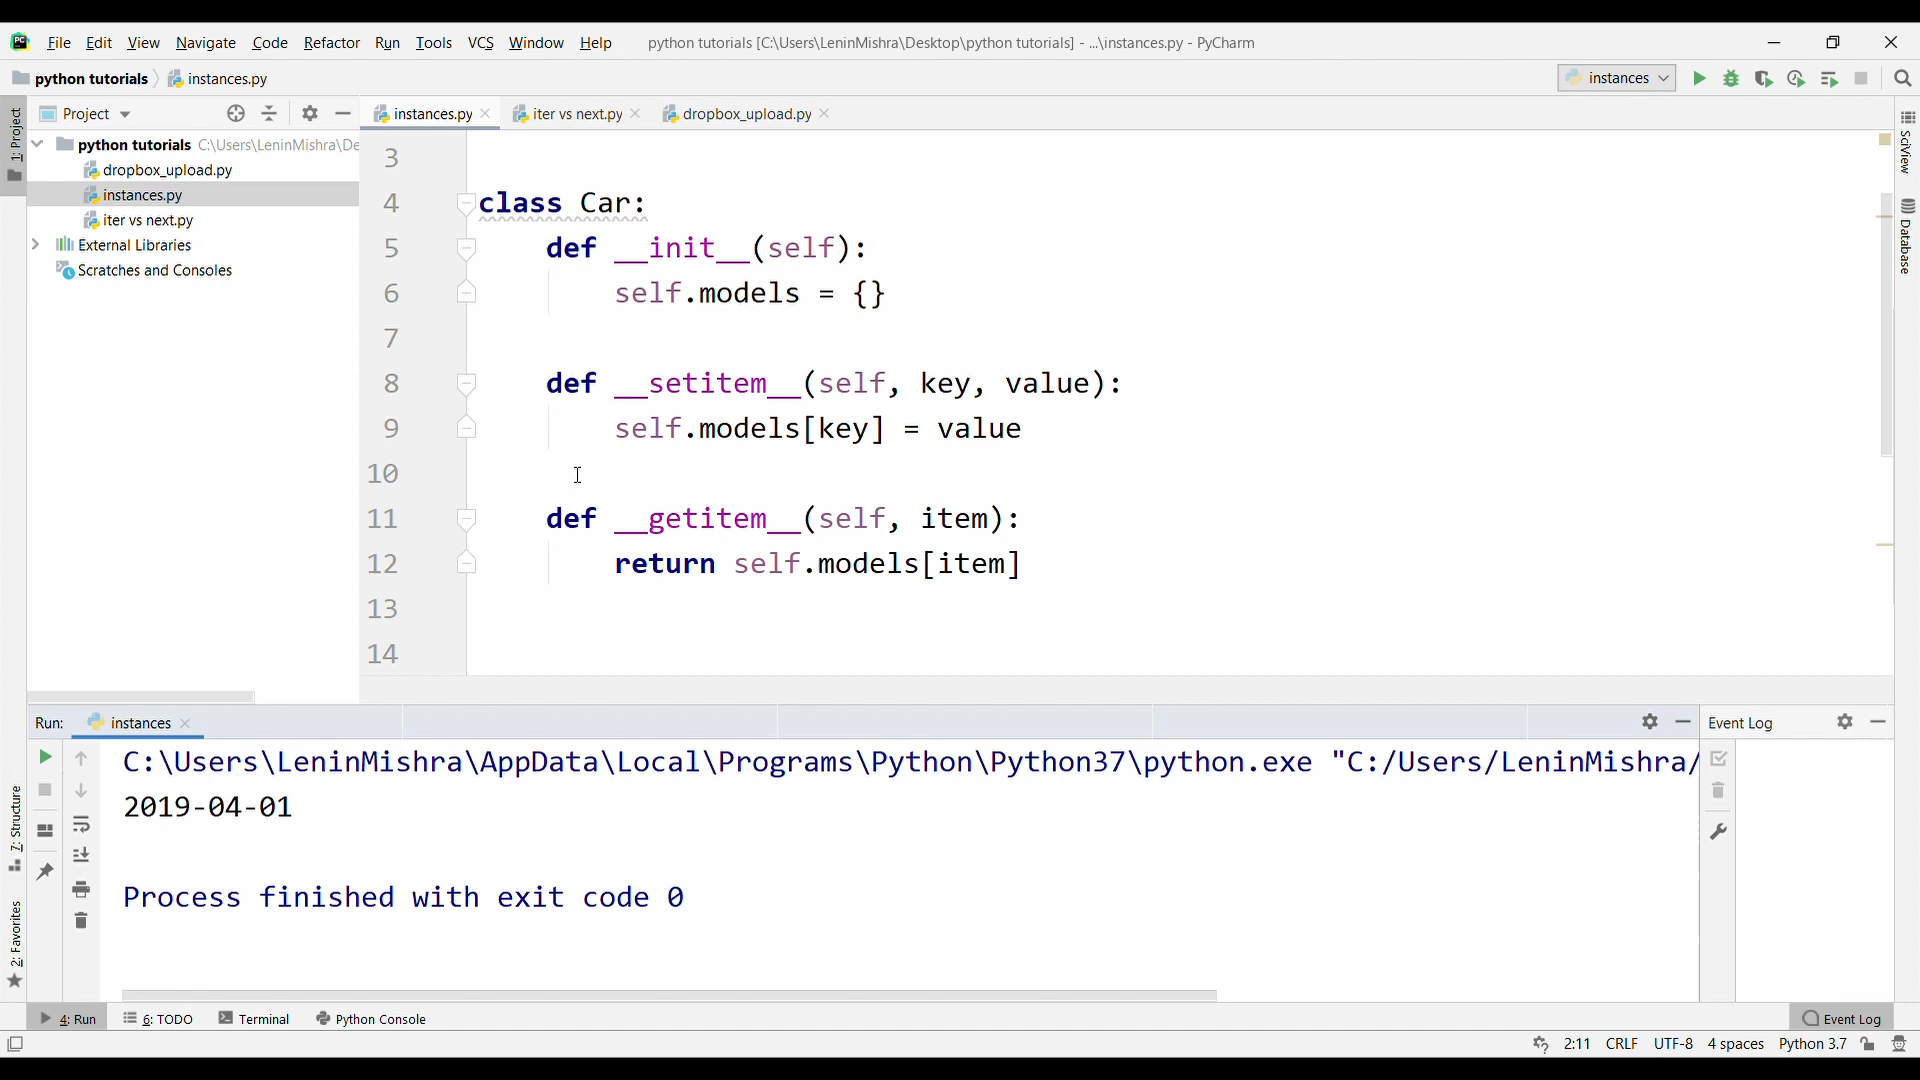 File Edit View Navigate Code Refactor Run Tools VCS Window Help python tutorials [C:\Users\LeninMishra\Desktop\python tutorials] - ...\instances.py - PyCharm
python tutorials instances.py instances
1: Project
Project
instances.py iter vs next.py dropbox_upload.py
python tutorials C:\Users\LeninMishra\De
dropbox_upload.py
instances.py
iter vs next.py
External Libraries
Scratches and Consoles
3
4 class Car:
5 def __init__(self):
6 self.models = {}
7
8 def __setitem__(self, key, value):
9 self.models[key] = value
10
11 def __getitem__(self, item):
12 return self.models[item]
13
14
SciView
Database
Run: instances
Event Log
C:\Users\LeninMishra\AppData\Local\Programs\Python\Python37\python.exe "C:/Users/LeninMishra/
2019-04-01
Process finished with exit code 0
7: Structure
2: Favorites
4: Run 6: TODO Terminal Python Console Event Log
2:11 CRLF UTF-8 4 spaces Python 3.7